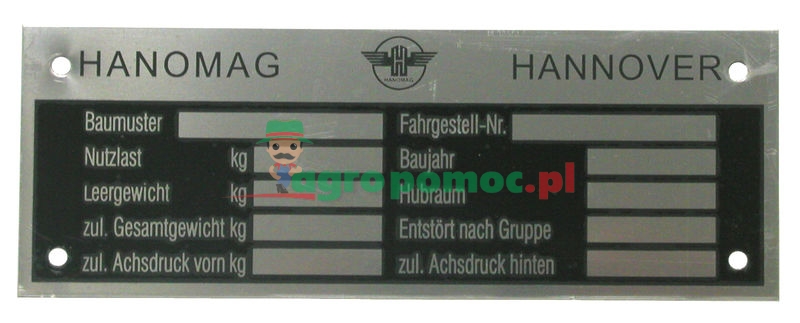 HANOMAG HANOMAG HANNOVER
Baumuster Fahrgestell-Nr.
Nutzlast kg Baujahr
Leergewicht kg Hubraum
agropomoc.pl
zul. Gesamtgewicht kg Entstört nach Gruppe
zul. Achsdruck vorn kg zul. Achsdruck hinten